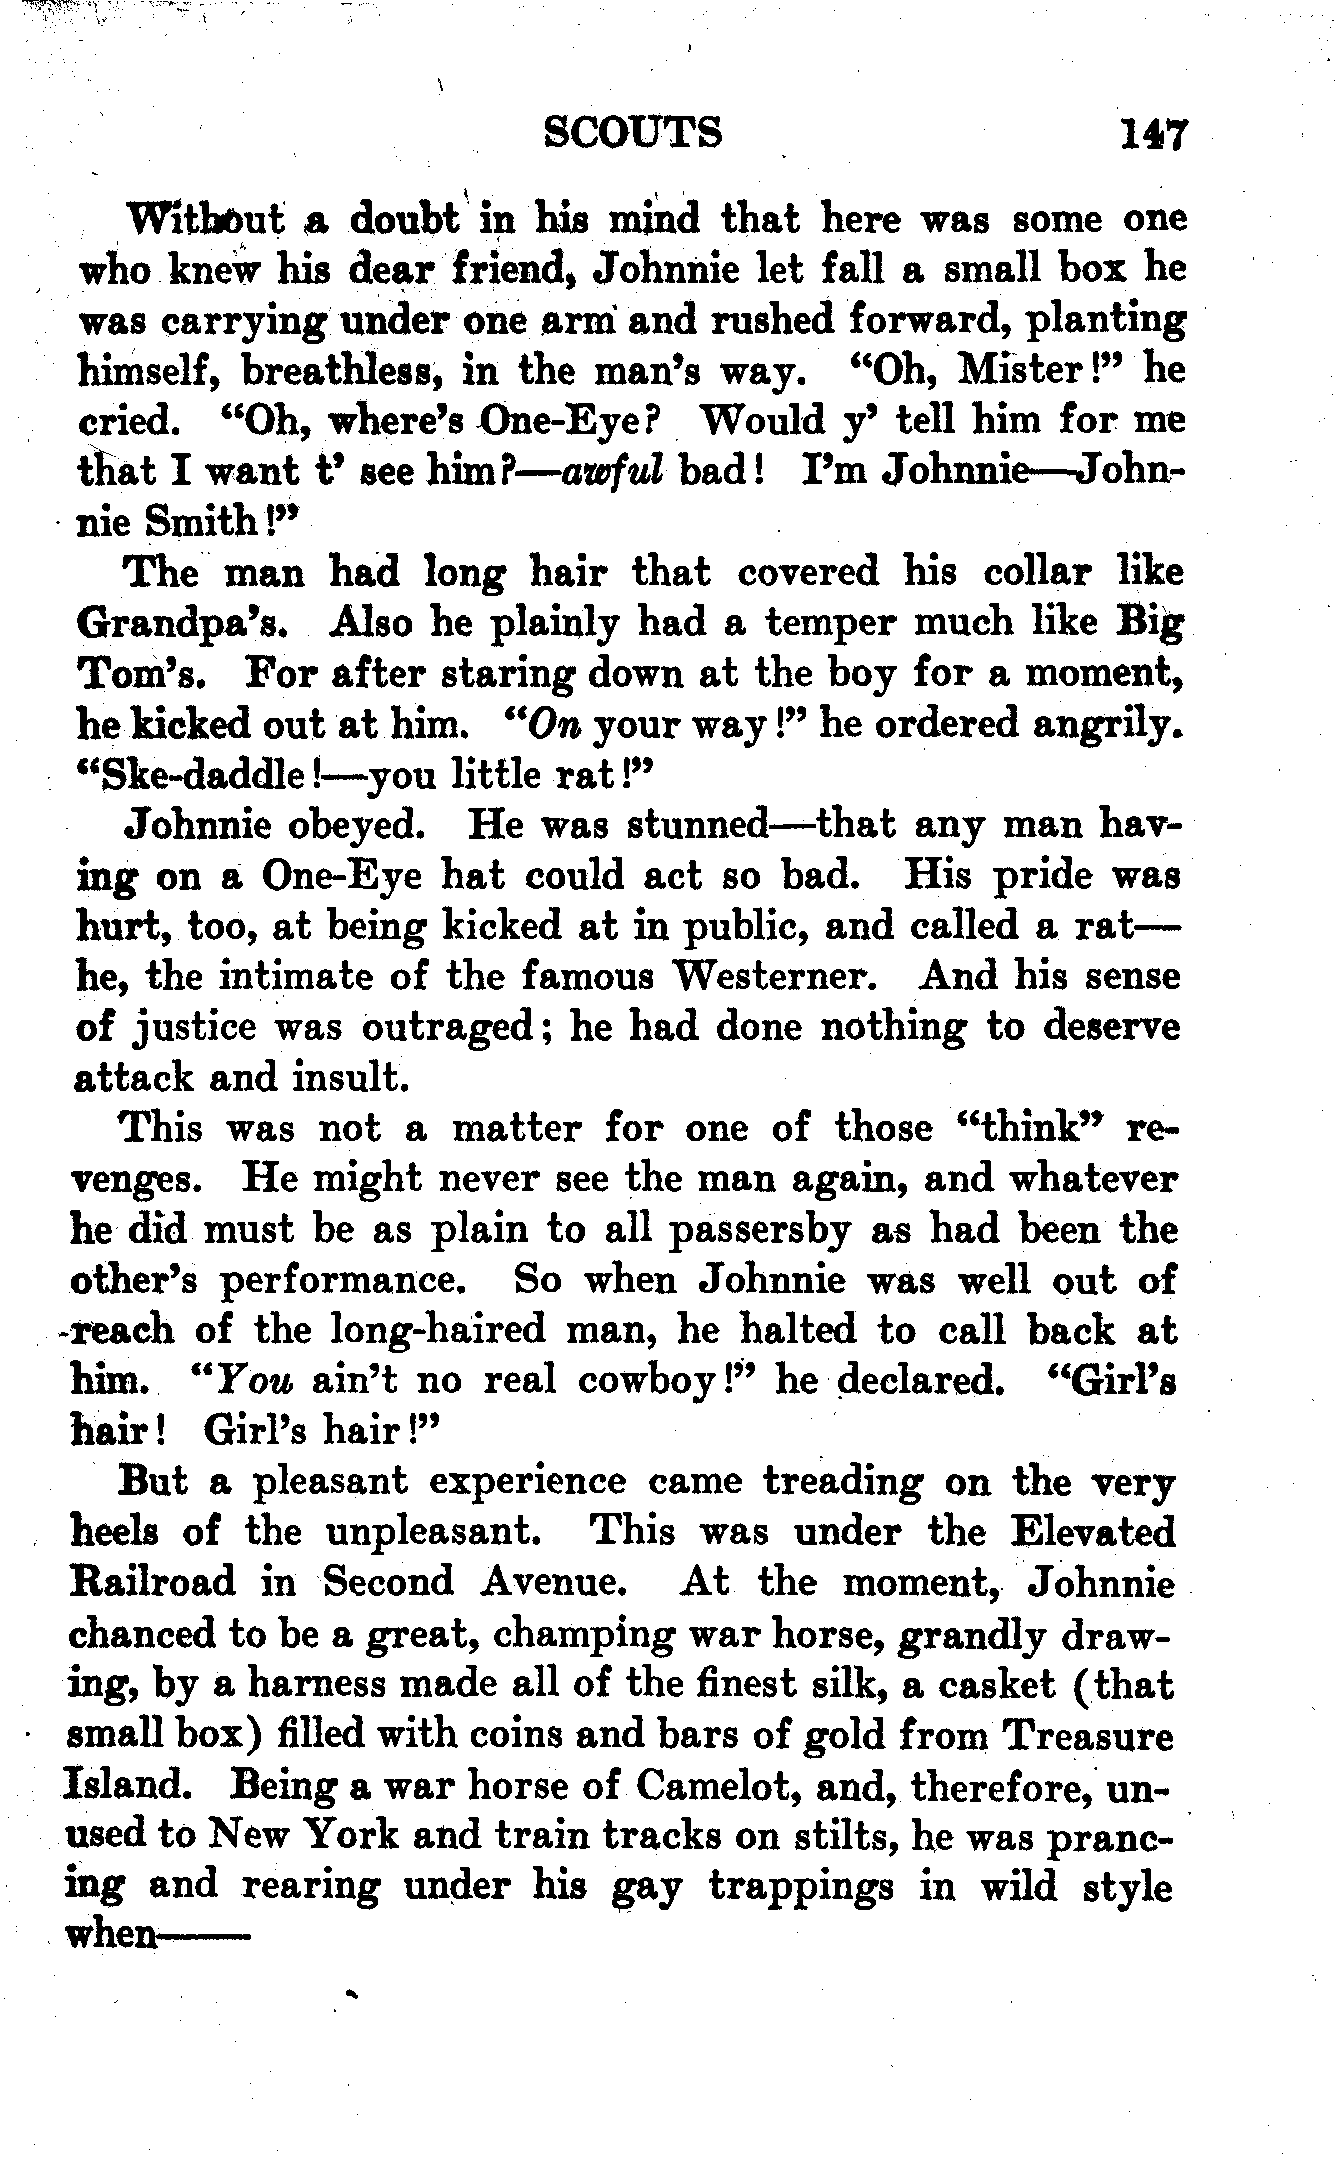 SCOUTS 147
Without a doubt in his mind that here was some one
who knew his dear friend, Johnnie let fall a small box he
was carrying under one arm and rushed forward, planting
himself, breathless, in the man's way. "Oh, Mister!" he
cried. "Oh, where's One-Eye? Would y' tell him for me
that I want t' see him?—awful bad! I'm Johnnie—John-
nie Smith!"
The man had long hair that covered his collar like
Grandpa's. Also he plainly had a temper much like Big
Tom's. For after staring down at the boy for a moment,
he kicked out at him. "On your way!" he ordered angrily.
"Ske-daddle!—you little rat!"
Johnnie obeyed. He was stunned—that any man hav-
ing on a One-Eye hat could act so bad. His pride was
hurt, too, at being kicked at in public, and called a rat—
he, the intimate of the famous Westerner. And his sense
of justice was outraged; he had done nothing to deserve
attack and insult.
This was not a matter for one of those "think" re-
venges. He might never see the man again, and whatever
he did must be as plain to all passersby as had been the
other's performance. So when Johnnie was well out of
reach of the long-haired man, he halted to call back at
him. "You ain't no real cowboy!" he declared. "Girl's
hair! Girl's hair!"
But a pleasant experience came treading on the very
heels of the unpleasant. This was under the Elevated
Railroad in Second Avenue. At the moment, Johnnie
chanced to be a great, champing war horse, grandly draw-
ing, by a harness made all of the finest silk, a casket (that
small box) filled with coins and bars of gold from Treasure
Island. Being a war horse of Camelot, and, therefore, un-
used to New York and train tracks on stilts, he was pranc-
ing and rearing under his gay trappings in wild style
when——